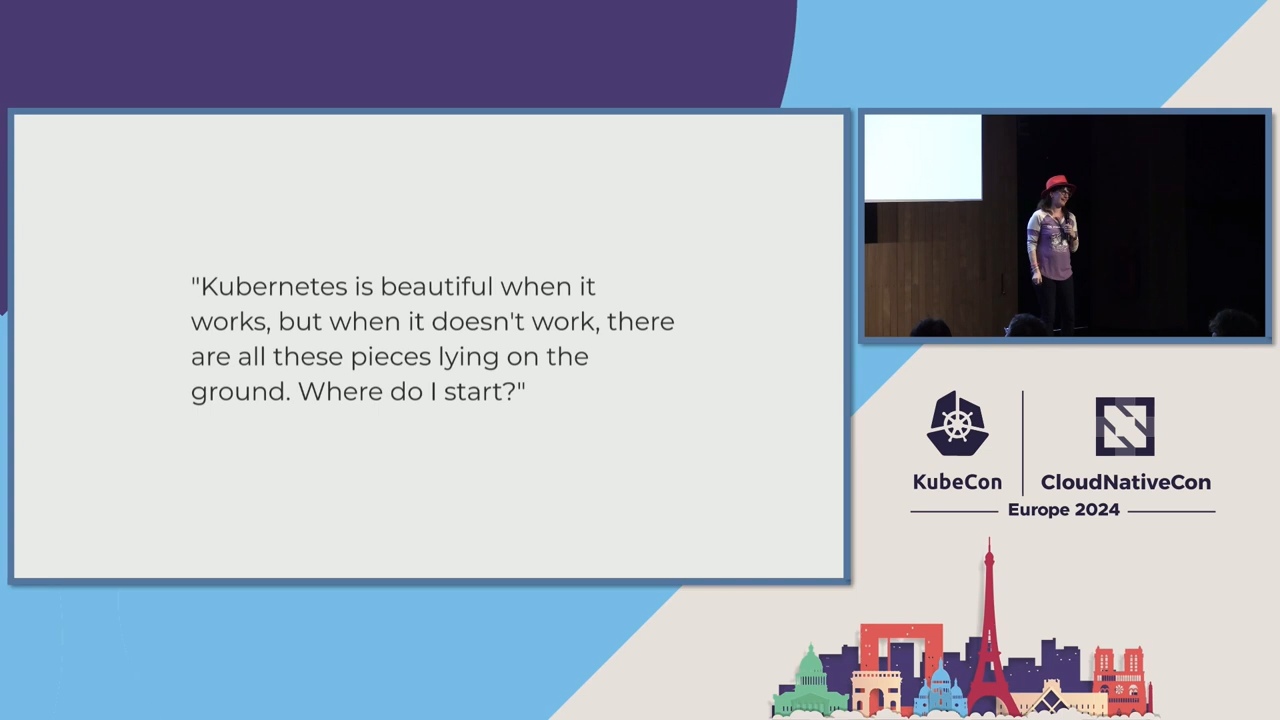 "Kubernetes is beautiful when it
works, but when it doesn't work, there
are all these pieces lying on the
ground. Where do I start?"
KubeCon
CloudNativeCon
Europe 2024